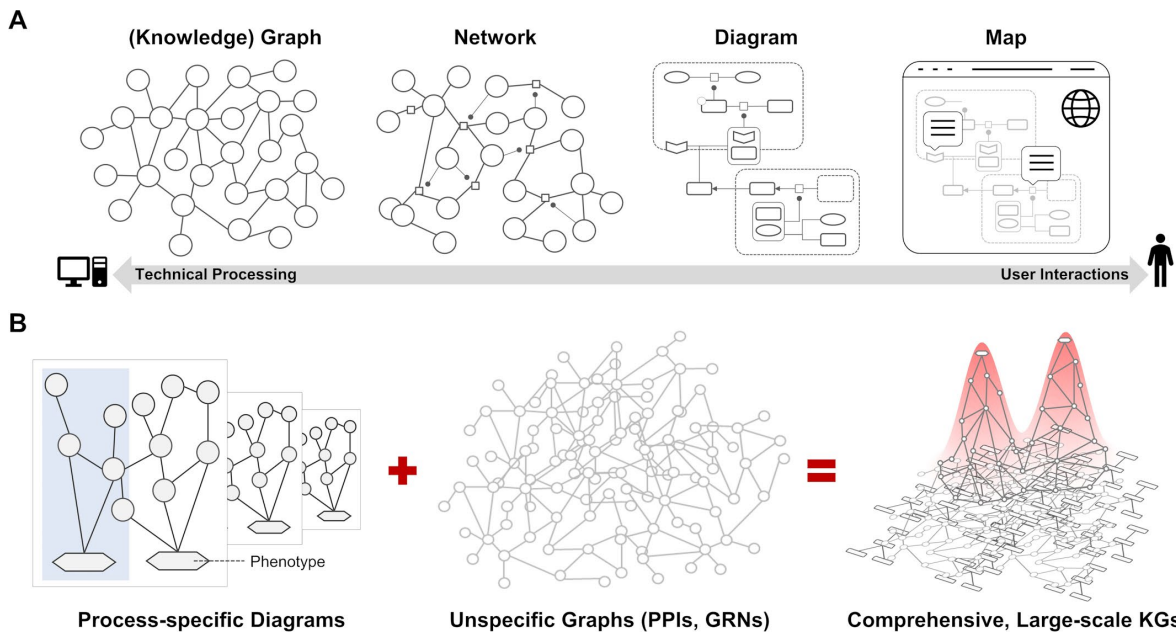 A
(Knowledge) Graph
Network
Diagram
Map
Technical Processing
User Interactions
B
Phenotype
Process-specific Diagrams
Unspecific Graphs (PPIs, GRNs)
Comprehensive, Large-scale KGs